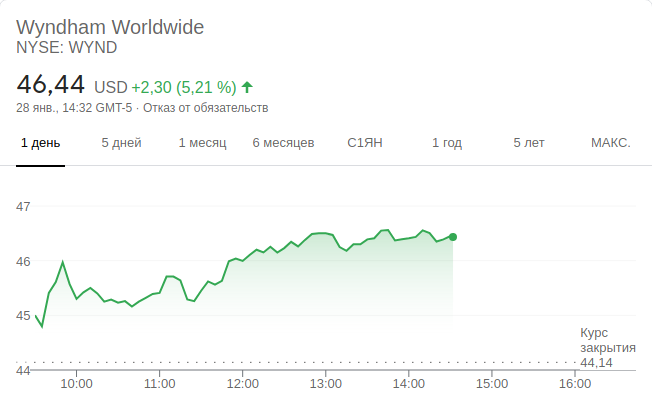 Wyndham Worldwide
NYSE: WYND
46,44 USD +2,30 (5,21 %)
28 янв., 14:32 GMT-5 · Отказ от обязательств
1 день 5 дней 1 месяц 6 месяцев С1ЯН 1 год 5 лет МАКС.
47
46
45
Курс
закрытия
44,14
44
10:00 11:00 12:00 13:00 14:00 15:00 16:00